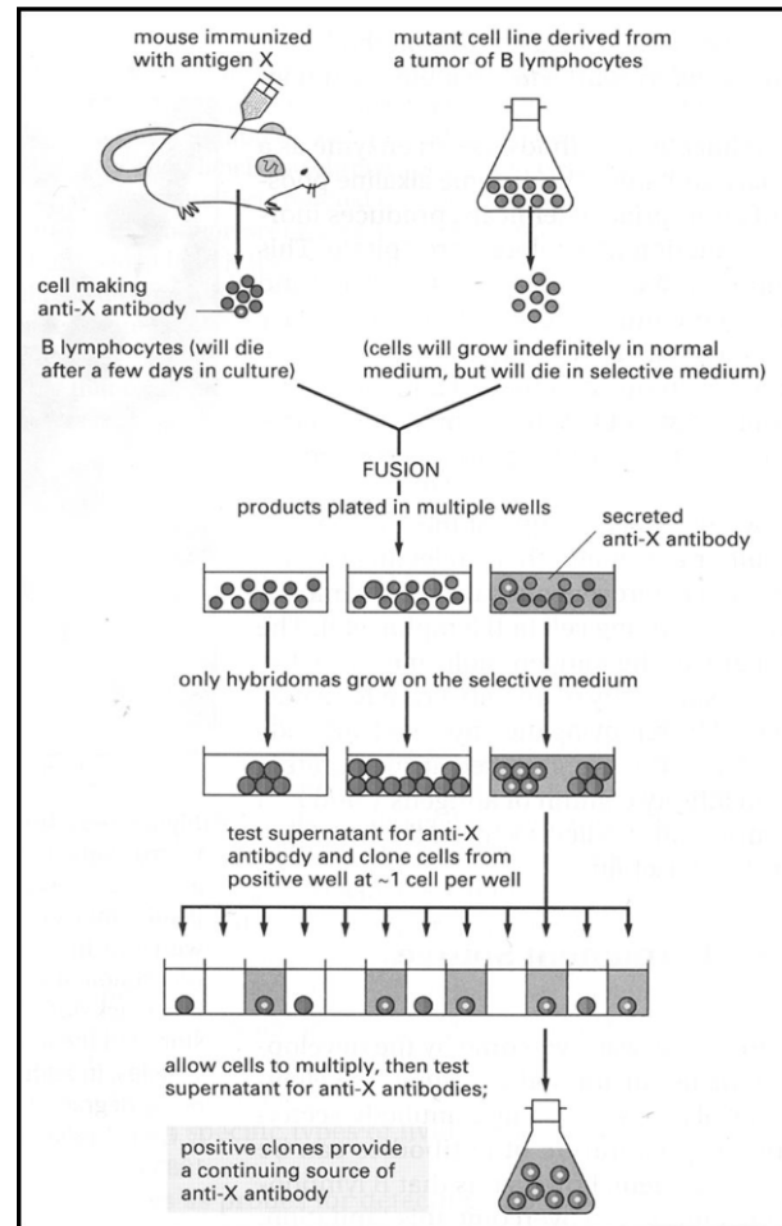 mouse immunized
with antigen X
mutant cell line derived from
a tumor of B lymphocytes
cell making
anti-X antibody
B lymphocytes (will die
after a few days in culture)
(cells will grow indefinitely in normal
medium, but will die in selective medium)
FUSION
products plated in multiple wells
secreted
anti-X antibody
only hybridomas grow on the selective medium
test supernatant for anti-X
antibody and clone cells from
positive well at ~1 cell per well
allow cells to multiply, then test
supernatant for anti-X antibodies;
positive clones provide
a continuing source of
anti-X antibody